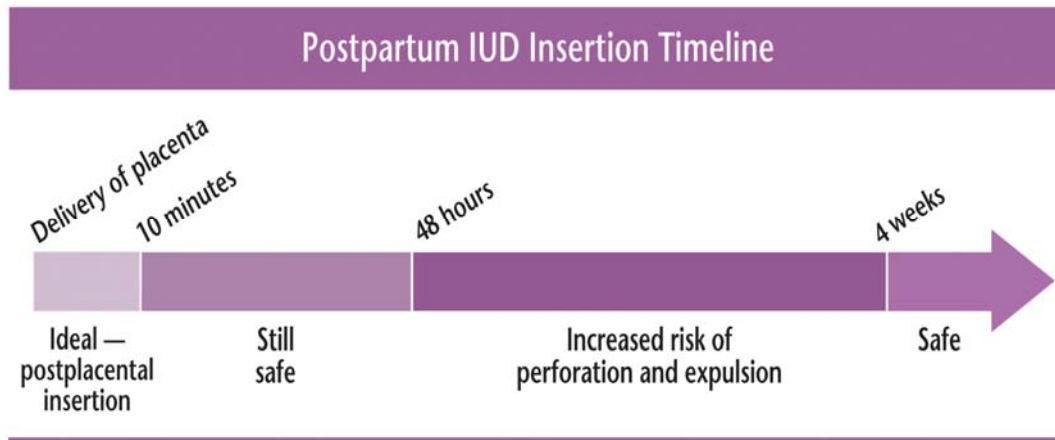 Postpartum IUD Insertion Timeline
Delivery of placenta
10 minutes
48 hours
4 weeks
Ideal —
postplacental
insertion
Still
safe
Increased risk of
perforation and expulsion
Safe